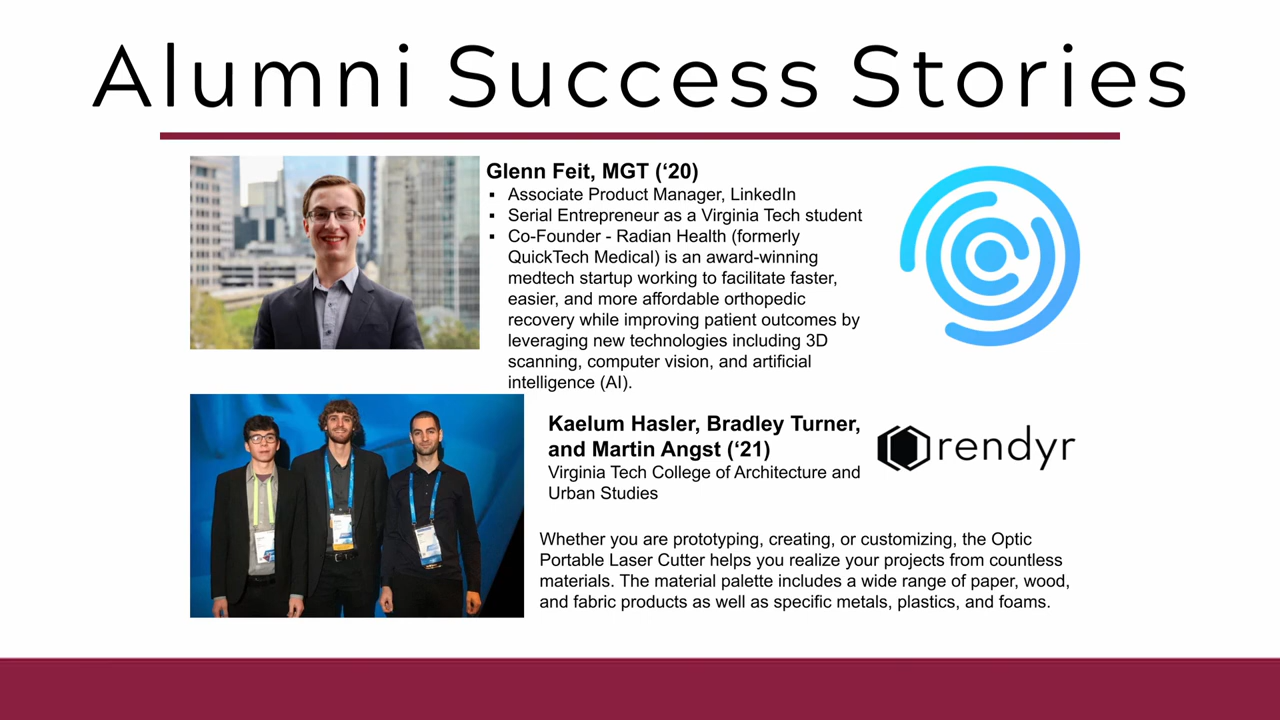 Alumni Success Stories
Glenn Feit, MGT (‘20)
▪ Associate Product Manager, LinkedIn
▪ Serial Entrepreneur as a Virginia Tech student
▪ Co-Founder - Radian Health (formerly
QuickTech Medical) is an award-winning
medtech startup working to facilitate faster,
easier, and more affordable orthopedic
recovery while improving patient outcomes by
leveraging new technologies including 3D
scanning, computer vision, and artificial
intelligence (AI).
Kaelum Hasler, Bradley Turner,
and Martin Angst (‘21)
Virginia Tech College of Architecture and
Urban Studies
rendyr
Whether you are prototyping, creating, or customizing, the Optic
Portable Laser Cutter helps you realize your projects from countless
materials. The material palette includes a wide range of paper, wood,
and fabric products as well as specific metals, plastics, and foams.